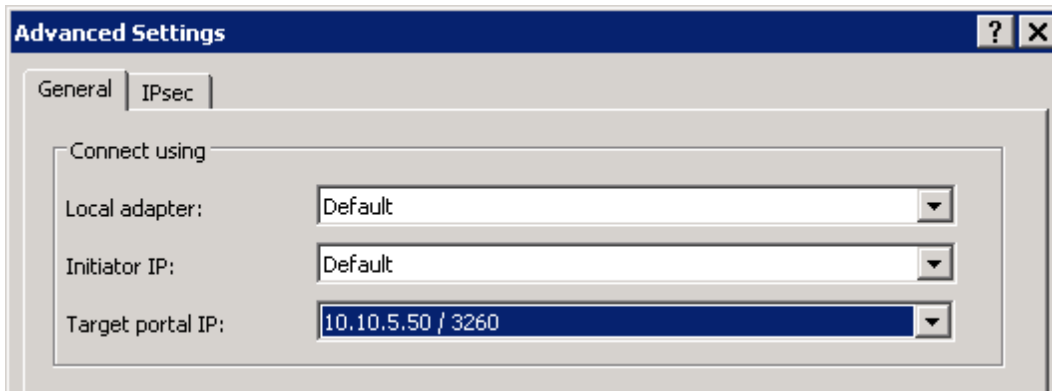 Advanced Settings
General IPsec
Connect using
Local adapter: Default
Initiator IP: Default
Target portal IP: 10.10.5.50 / 3260